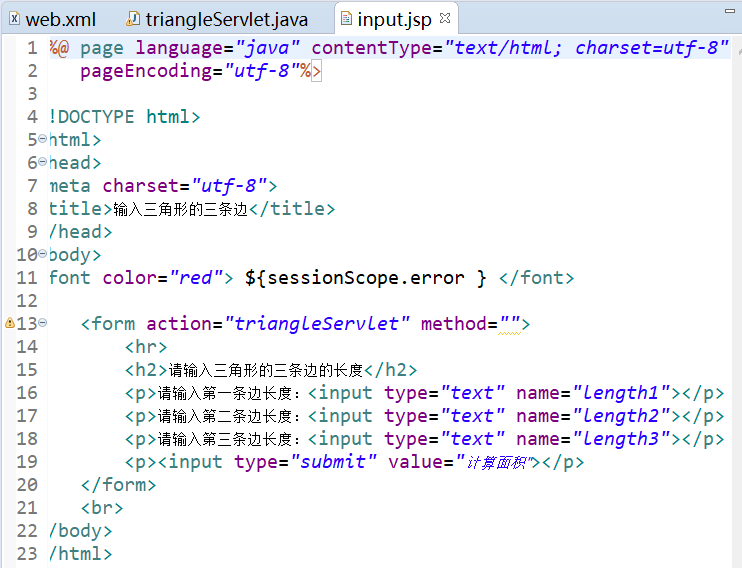 web.xml triangleServlet.java input.jsp
1 %@ page language="java" contentType="text/html; charset=utf-8"
2 pageEncoding="utf-8"%>
3
4 !DOCTYPE html>
5 html>
6 head>
7 meta charset="utf-8">
8 title>输入三角形的三条边</title>
9 /head>
10 body>
11 font color="red"> ${sessionScope.error } </font>
12
13 <form action="triangleServlet" method="">
14 <hr>
15 <h2>请输入三角形的三条边的长度</h2>
16 <p>请输入第一条边长度：<input type="text" name="length1"></p>
17 <p>请输入第二条边长度：<input type="text" name="length2"></p>
18 <p>请输入第三条边长度：<input type="text" name="length3"></p>
19 <p><input type="submit" value="计算面积"></p>
20 </form>
21 <br>
22 /body>
23 /html>